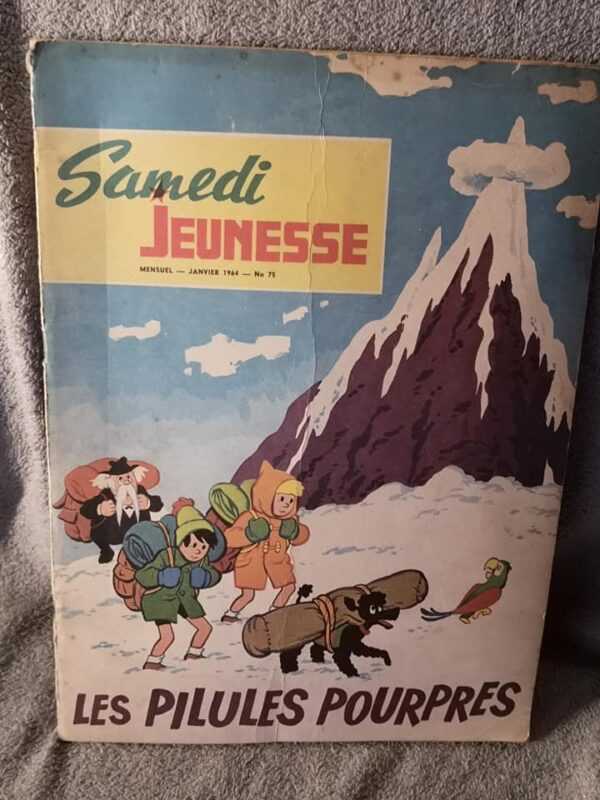 Samedi
JEUNESSE
MENSUEL — JANVIER 1964 — No 75
LES PILULES POURPRES